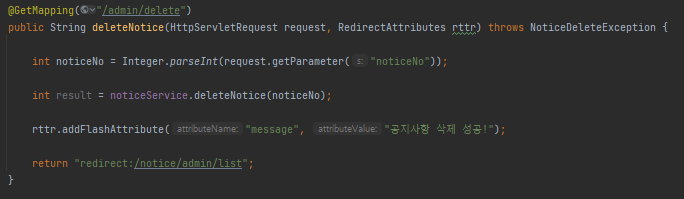 @GetMapping("/admin/delete")
public String deleteNotice(HttpServletRequest request, RedirectAttributes rttr) throws NoticeDeleteException {
int noticeNo = Integer.parseInt(request.getParameter( s: "noticeNo"));
int result = noticeService.deleteNotice(noticeNo);
rttr.addFlashAttribute( attributeName: "message", attributeValue: "공지사항 삭제 성공!");
return "redirect:/notice/admin/list";
}